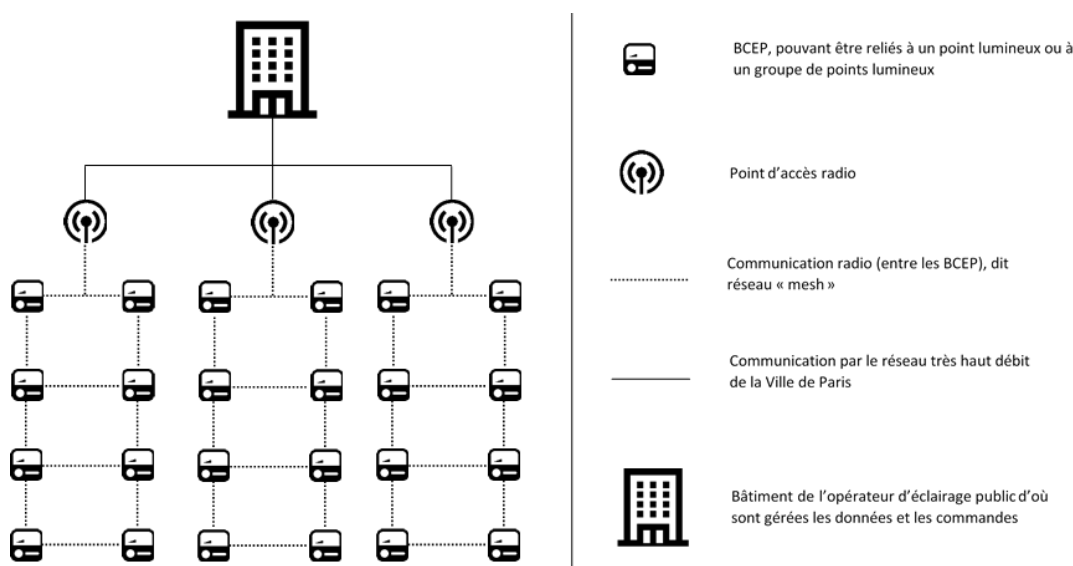 BCEP, pouvant être reliés à un point lumineux ou à
un groupe de points lumineux
Point d'accès radio
Communication radio (entre les BCEP), dit
réseau « mesh »
Communication par le réseau très haut débit
de la Ville de Paris
Bâtiment de l'opérateur d'éclairage public d'où
sont gérées les données et les commandes